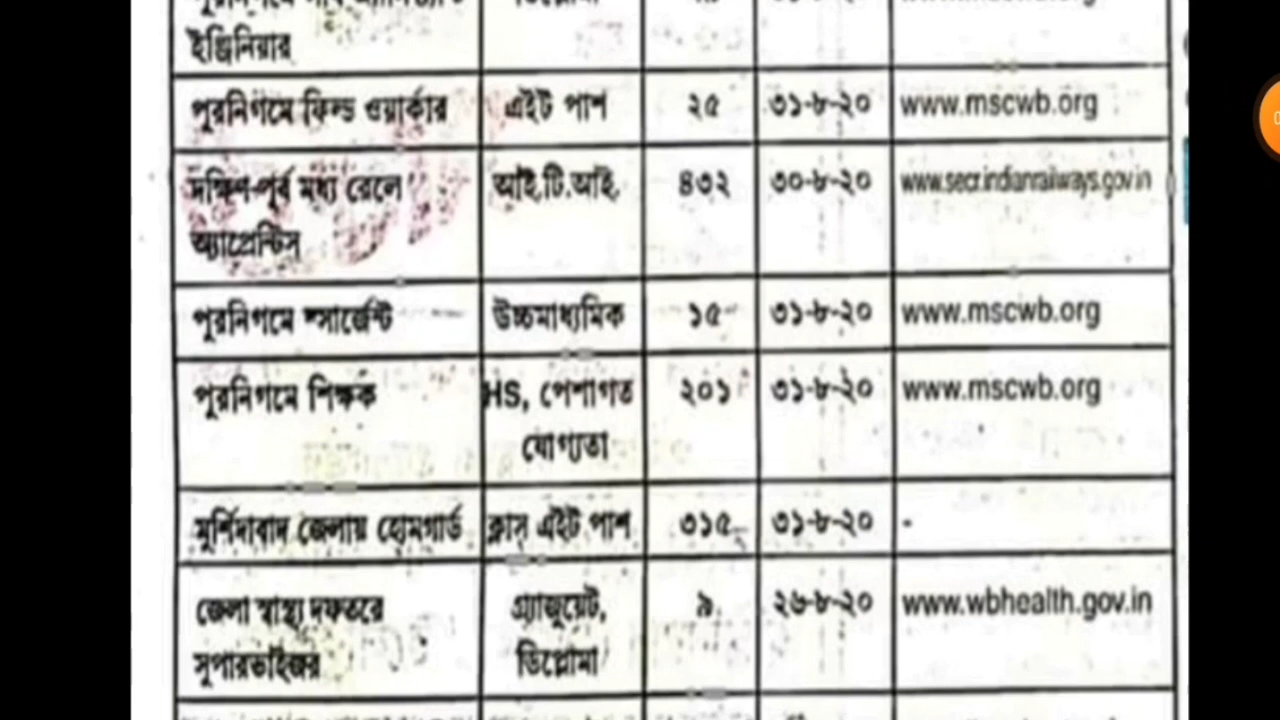 ইঞ্জিনিয়ার
পুরনিগমে ফিল্ড ওয়ার্কার এইট পাশ ২৫ ৩১-৮-২০ www.mscwb.org
দক্ষিণ-পূর্ব মধ্য রেলে আই.টি.আই. ৪৩২ ৩০-৮-২০ www.secr.indianrailways.gov.in
অ্যাপ্রেন্টিস
পুরনিগমে সার্জেন্ট উচ্চমাধ্যমিক ১৫ ৩১-৮-২০ www.mscwb.org
পুরনিগমে শিক্ষক HS, পেশাগত ২০১ ৩১-৮-২০ www.mscwb.org
যোগ্যতা
মুর্শিদাবাদ জেলায় হোমগার্ড ক্লাস এইট পাশ ৩১৫ ৩১-৮-২০ -
জেলা স্বাস্থ্য দফতরে গ্র্যাজুয়েট, ৯ ২৬-৮-২০ www.wbhealth.gov.in
সুপারভাইজর ডিপ্লোমা